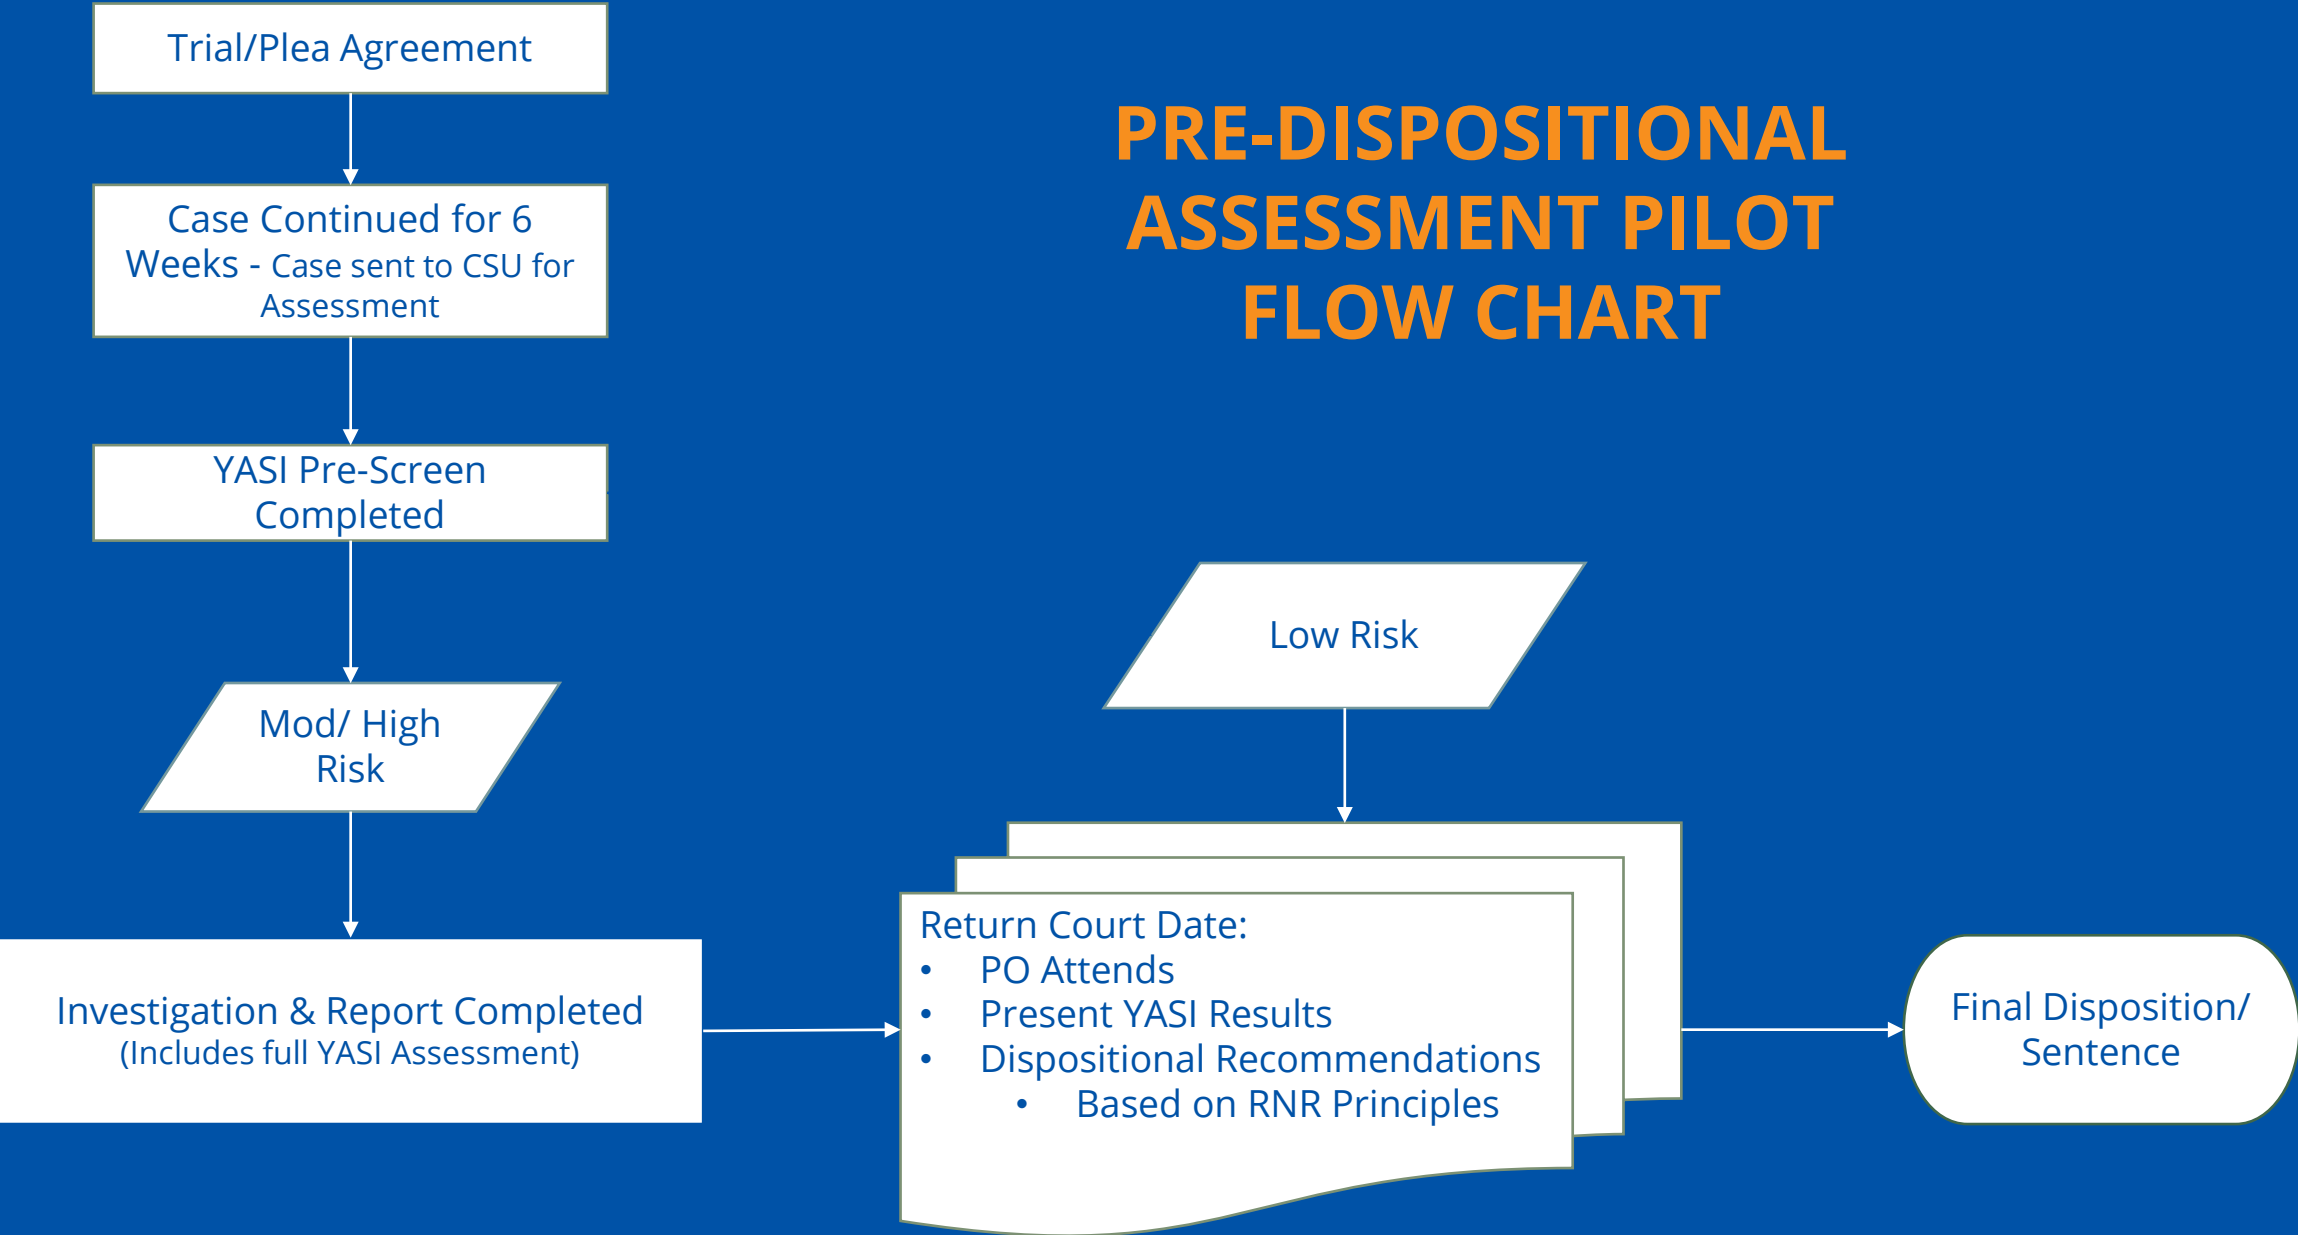 Trial/Plea Agreement
PRE-DISPOSITIONAL
ASSESSMENT PILOT
FLOW CHART
Case Continued for 6
Weeks - Case sent to CSU for
Assessment
YASI Pre-Screen
Completed
Low Risk
Mod/ High
Risk
Investigation & Report Completed
(Includes full YASI Assessment)
Return Court Date:
• PO Attends
• Present YASI Results
• Dispositional Recommendations
• Based on RNR Principles
Final Disposition/
Sentence